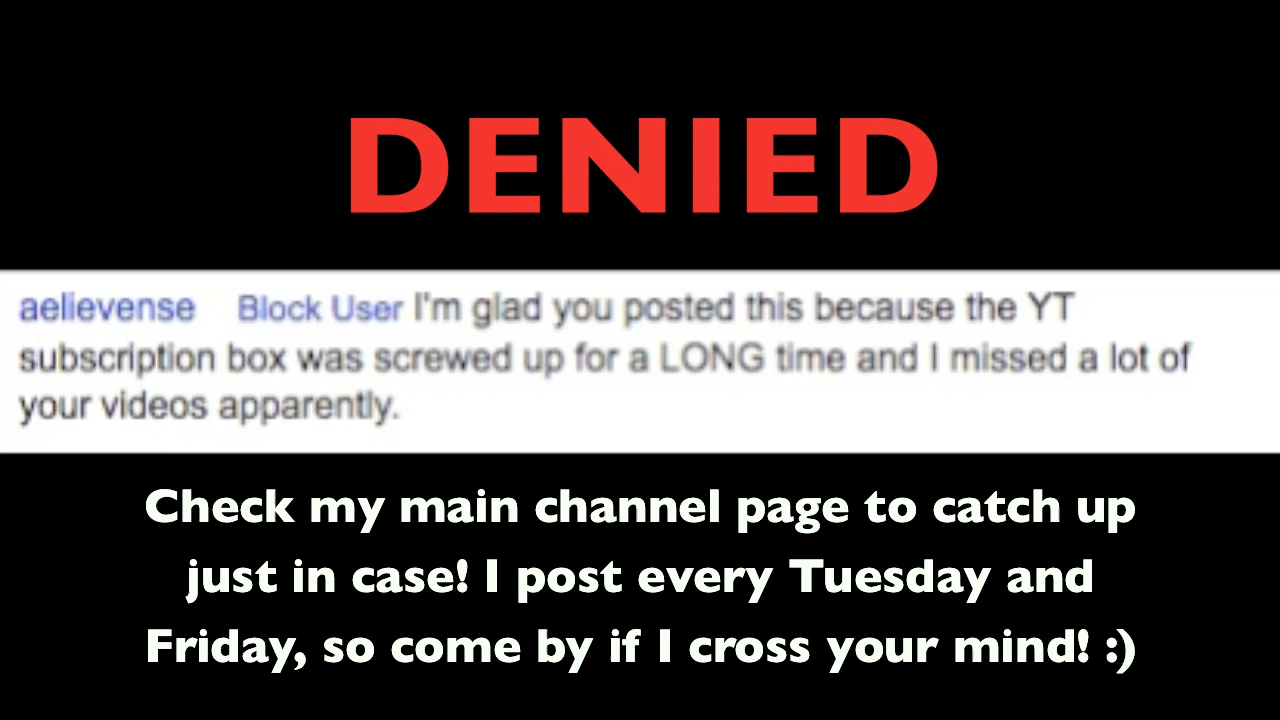 DENIED
aelievense Block User I'm glad you posted this because the YT
subscription box was screwed up for a LONG time and I missed a lot of
your videos apparently.
Check my main channel page to catch up
just in case! I post every Tuesday and
Friday, so come by if I cross your mind! :)